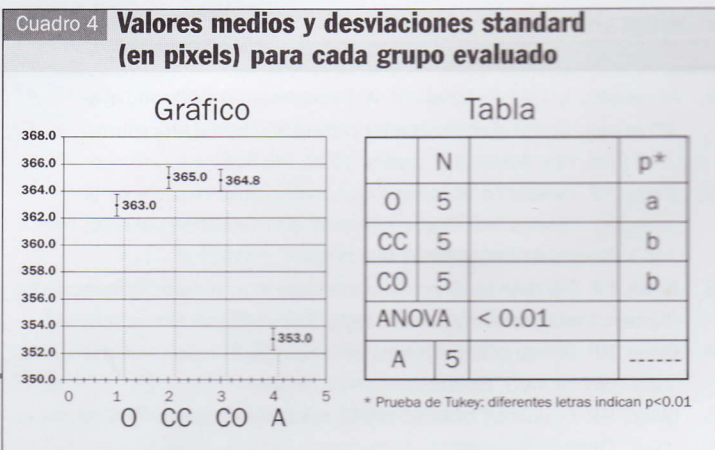 Cuadro 4 Valores medios y desviaciones standard
(en pixels) para cada grupo evaluado
Gráfico
368.0
366.0
364.0
362.0
360.0
358.0
356.0
354.0
352.0
350.0
363.0
365.0
364.8
353.0
0 1 2 3 4 5
O CC CO A
Tabla
N p*
O 5 a
CC 5 b
CO 5 b
ANOVA < 0.01
A 5 -----
* Prueba de Tukey: diferentes letras indican p<0.01